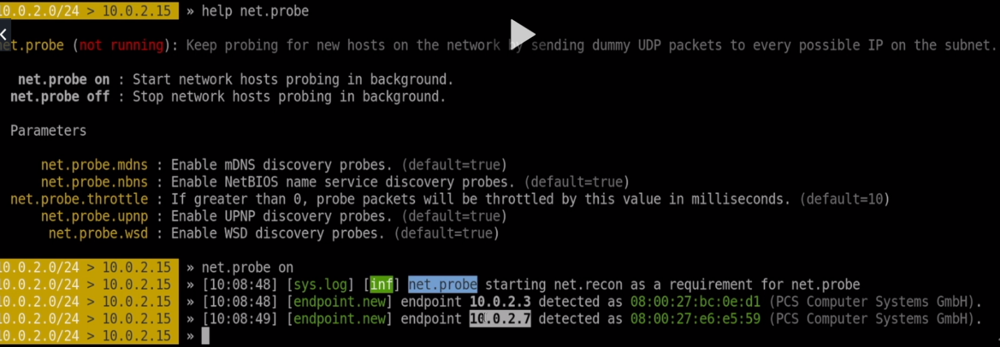 10.0.2.0/24 > 10.0.2.15 » help net.probe
net.probe (not running): Keep probing for new hosts on the network by sending dummy UDP packets to every possible IP on the subnet.
net.probe on : Start network hosts probing in background.
net.probe off : Stop network hosts probing in background.
Parameters
net.probe.mdns : Enable mDNS discovery probes. (default=true)
net.probe.nbns : Enable NetBIOS name service discovery probes. (default=true)
net.probe.throttle : If greater than 0, probe packets will be throttled by this value in milliseconds. (default=10)
net.probe.upnp : Enable UPNP discovery probes. (default=true)
net.probe.wsd : Enable WSD discovery probes. (default=true)
10.0.2.0/24 > 10.0.2.15 » net.probe on
10.0.2.0/24 > 10.0.2.15 » [10:08:48] [sys.log] [inf] net.probe starting net.recon as a requirement for net.probe
10.0.2.0/24 > 10.0.2.15 » [10:08:48] [endpoint.new] endpoint 10.0.2.3 detected as 08:00:27:bc:0e:d1 (PCS Computer Systems GmbH).
10.0.2.0/24 > 10.0.2.15 » [10:08:49] [endpoint.new] endpoint 10.0.2.7 detected as 08:00:27:e6:e5:59 (PCS Computer Systems GmbH).
10.0.2.0/24 > 10.0.2.15 »